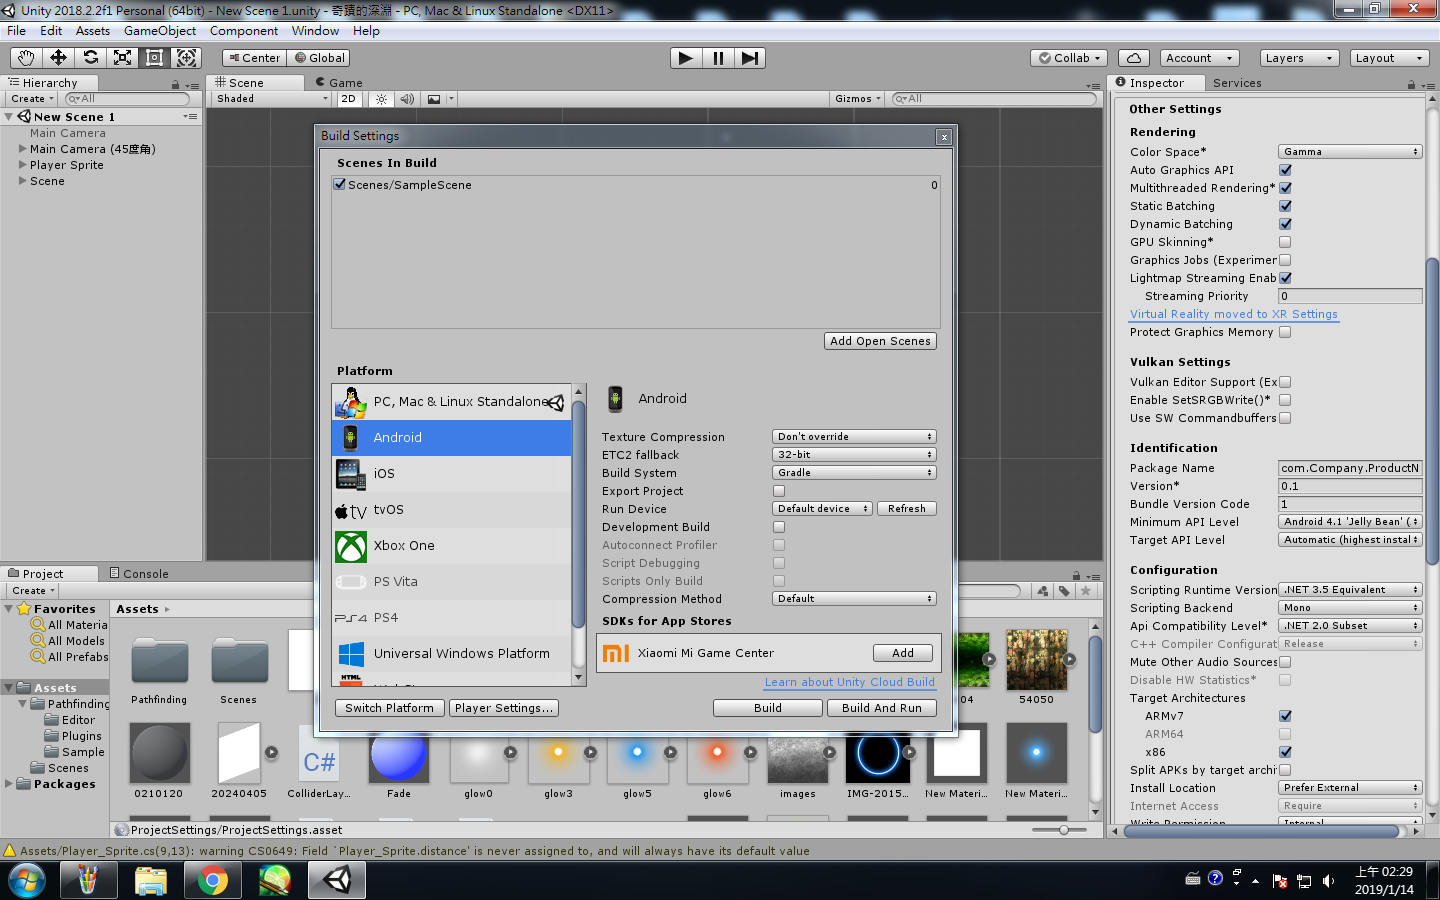 Unity 2018.2.2f1 Personal (64bit) - New Scene 1.unity - 奇蹟的深淵 - PC, Mac & Linux Standalone <DX11>
File Edit Assets GameObject Component Window Help
Center Global Collab Account Layers Layout
Hierarchy
Create All
New Scene 1
Main Camera
Main Camera (45度角)
Player Sprite
Scene
Scene Game
Shaded 2D Gizmos All
Build Settings
Scenes In Build
Scenes/SampleScene 0
Add Open Scenes
Platform
PC, Mac & Linux Standalone
Android
iOS
tvOS
Xbox One
PS Vita
PS4
Universal Windows Platform
HTML
Android
Texture Compression Don't override
ETC2 fallback 32-bit
Build System Gradle
Export Project
Run Device Default device Refresh
Development Build
Autoconnect Profiler
Script Debugging
Scripts Only Build
Compression Method Default
SDKs for App Stores
Xiaomi Mi Game Center Add
Learn about Unity Cloud Build
Switch Platform Player Settings... Build Build And Run
Inspector Services
Other Settings
Rendering
Color Space* Gamma
Auto Graphics API
Multithreaded Rendering*
Static Batching
Dynamic Batching
GPU Skinning*
Graphics Jobs (Experimer
Lightmap Streaming Enab
Streaming Priority 0
Virtual Reality moved to XR Settings
Protect Graphics Memory
Vulkan Settings
Vulkan Editor Support (Ex
Enable SetSRGBWrite()*
Use SW Commandbuffers
Identification
Package Name com.Company.ProductN
Version* 0.1
Bundle Version Code 1
Minimum API Level Android 4.1 'Jelly Bean' (
Target API Level Automatic (highest instal
Configuration
Scripting Runtime Version .NET 3.5 Equivalent
Scripting Backend Mono
Api Compatibility Level* .NET 2.0 Subset
C++ Compiler Configurat Release
Mute Other Audio Sources
Disable HW Statistics*
Target Architectures
ARMv7
ARM64
x86
Split APKs by target archi
Install Location Prefer External
Internet Access Require
Write Permission Internal
Project Console
Create
Favorites
All Materia
All Models
All Prefabs
Assets
Pathfinding
Editor
Plugins
Sample
Scenes
Packages
Assets
Pathfinding Scenes 04 54050
C#
0210120 20240405 ColliderLay... Fade glow0 glow3 glow5 glow6 images IMG-2015... New Materi... New Materi...
ProjectSettings/ProjectSettings.asset
Assets/Player_Sprite.cs(9,13): warning CS0649: Field `Player_Sprite.distance' is never assigned to, and will always have its default value
上午 02:29
2019/1/14